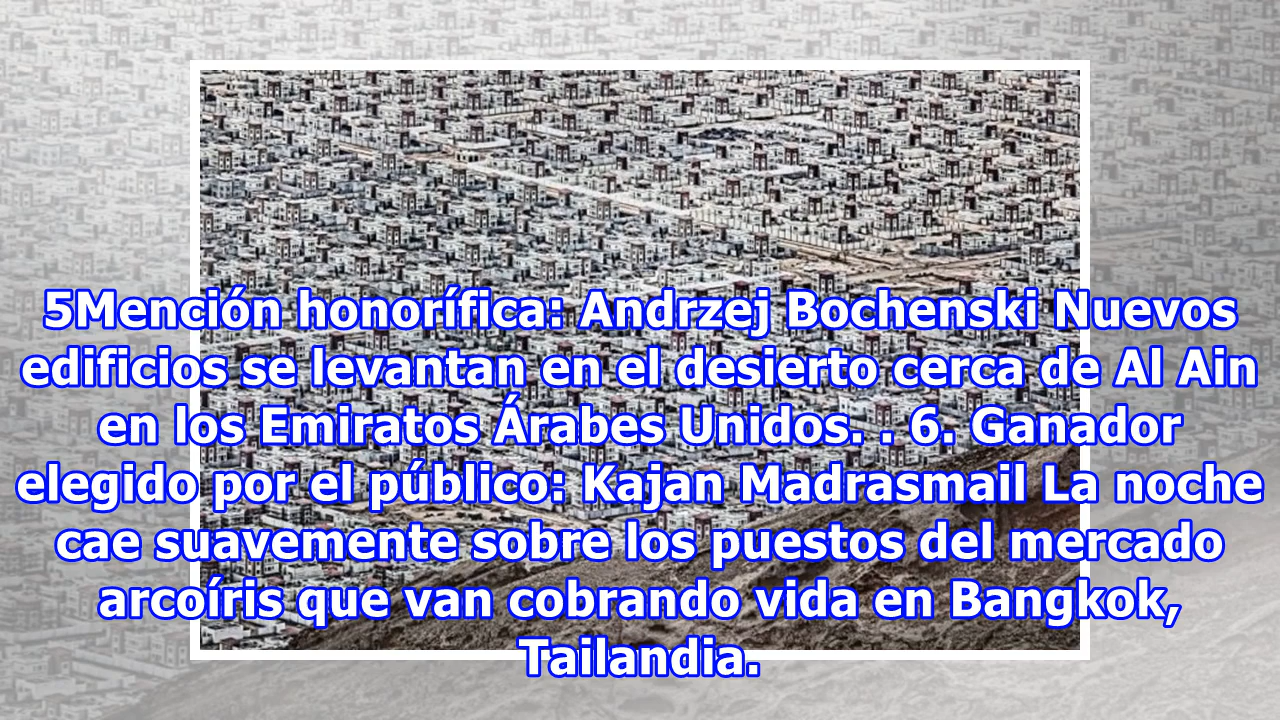 5Mención honorífica: Andrzej Bochenski Nuevos
edificios se levantan en el desierto cerca de Al Ain
en los Emiratos Árabes Unidos. . 6. Ganador
elegido por el público: Kajan Madrasmail La noche
cae suavemente sobre los puestos del mercado
arcoíris que van cobrando vida en Bangkok,
Tailandia.